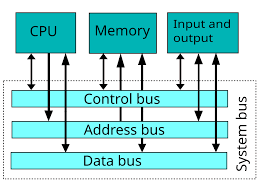 CPU
Memory
Input and
output
Control bus
Address bus
Data bus
System bus